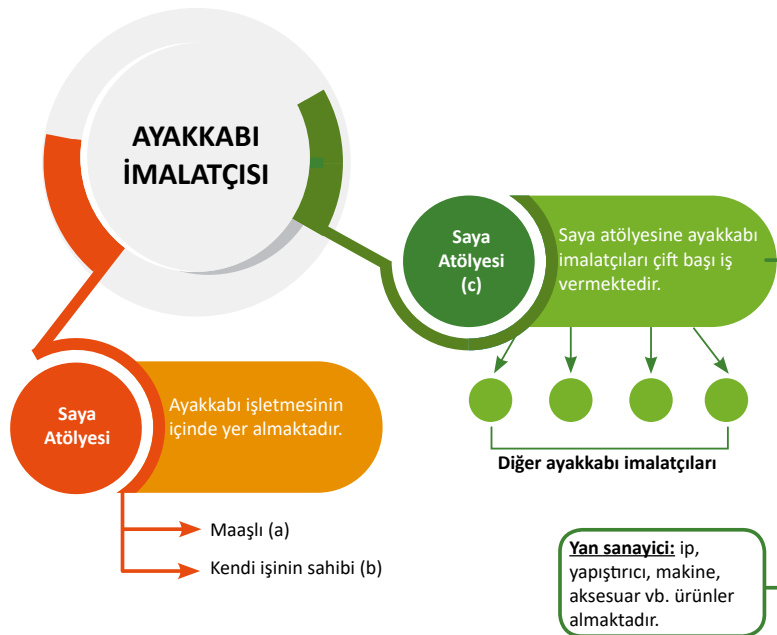 AYAKKABI
İMALATÇISI
Saya
Atölyesi
(c)
Saya atölyesine ayakkabı
imalatçıları çift başı iş
vermektedir.
Saya
Atölyesi
Ayakkabı işletmesinin
içinde yer almaktadır.
Diğer ayakkabı imalatçıları
Maaşlı (a)
Kendi işinin sahibi (b)
Yan sanayici: ip,
yapıştırıcı, makine,
aksesuar vb. ürünler
almaktadır.